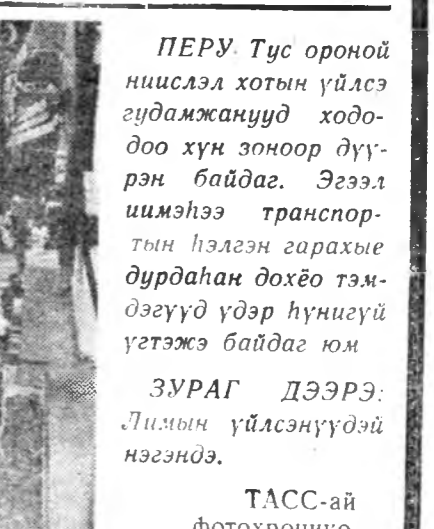 ПЕРУ. Тус ороной
ниислэл хотын үйлсэ
гудамжанууд ходо-
доо хүн зоноор дүү-
рэн байдаг. Эгээл
иимэһээ транспор-
тын һэлгэн гарахые
дурдаһан дохёо тэм-
дэгүүд үдэр һүнигүй
үгтэжэ байдаг юм
ЗУРАГ ДЭЭРЭ:
Лимын үйлсэнүүдэй
нэгэндэ.
ТАСС-ай
фотохронико